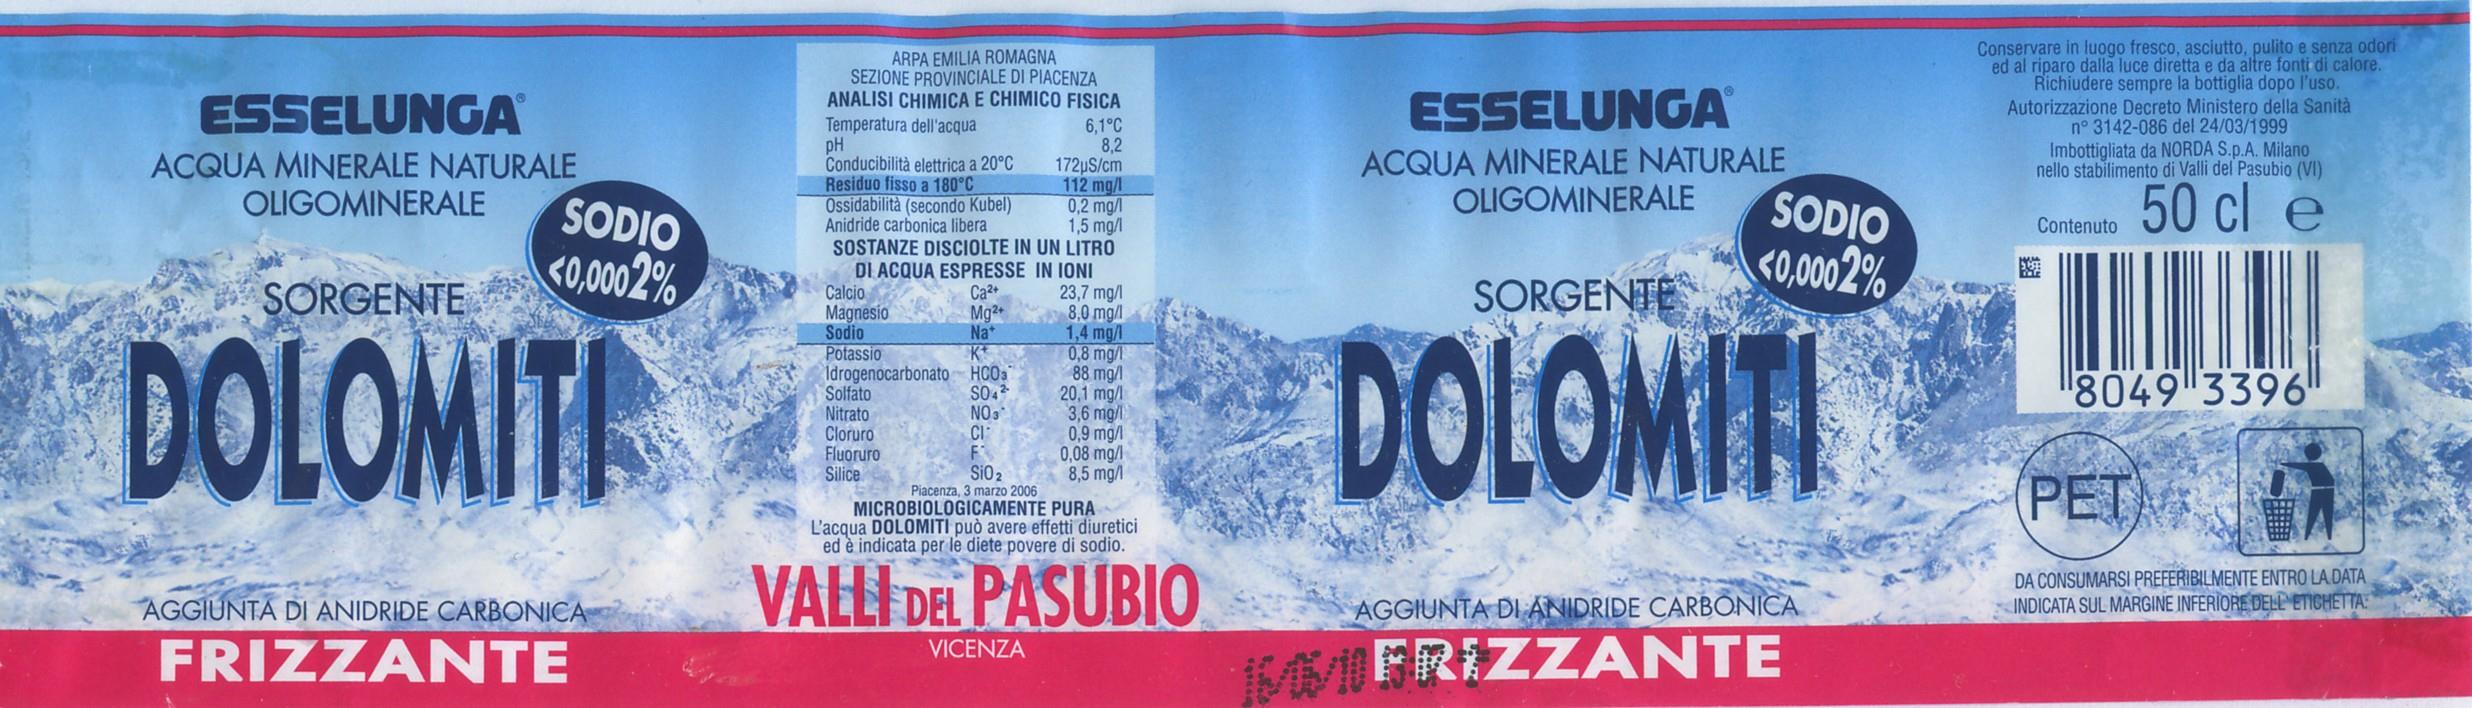 ESSELUNGA®
ACQUA MINERALE NATURALE
OLIGOMINERALE
SODIO
<0,0002%
SORGENTE
DOLOMITI
AGGIUNTA DI ANIDRIDE CARBONICA
FRIZZANTE
ARPA EMILIA ROMAGNA
SEZIONE PROVINCIALE DI PIACENZA
ANALISI CHIMICA E CHIMICO FISICA
Temperatura dell'acqua 6,1°C
pH 8,2
Conducibilità elettrica a 20°C 172µS/cm
Residuo fisso a 180°C 112 mg/l
Ossidabilità (secondo Kubel) 0,2 mg/l
Anidride carbonica libera 1,5 mg/l
SOSTANZE DISCIOLTE IN UN LITRO
DI ACQUA ESPRESSE IN IONI
Calcio Ca²⁺ 23,7 mg/l
Magnesio Mg²⁺ 8,0 mg/l
Sodio Na⁺ 1,4 mg/l
Potassio K⁺ 0,8 mg/l
Idrogenocarbonato HCO₃⁻ 88 mg/l
Solfato SO₄²⁻ 20,1 mg/l
Nitrato NO₃⁻ 3,6 mg/l
Cloruro Cl⁻ 0,9 mg/l
Fluoruro F⁻ 0,08 mg/l
Silice SiO₂ 8,5 mg/l
Piacenza, 3 marzo 2006
MICROBIOLOGICAMENTE PURA
L'acqua DOLOMITI può avere effetti diuretici
ed è indicata per le diete povere di sodio.
VALLI DEL PASUBIO
VICENZA
ESSELUNGA®
ACQUA MINERALE NATURALE
OLIGOMINERALE
SODIO
<0,0002%
SORGENTE
DOLOMITI
AGGIUNTA DI ANIDRIDE CARBONICA
FRIZZANTE
Conservare in luogo fresco, asciutto, pulito e senza odori
ed al riparo dalla luce diretta e da altre fonti di calore.
Richiudere sempre la bottiglia dopo l'uso.
Autorizzazione Decreto Ministero della Sanità
n° 3142-086 del 24/03/1999
Imbottigliata da NORDA S.p.A. Milano
nello stabilimento di Valli del Pasubio (VI)
Contenuto 50 cl e
8049 3396
PET
DA CONSUMARSI PREFERIBILMENTE ENTRO LA DATA
INDICATA SUL MARGINE INFERIORE DELL'ETICHETTA: